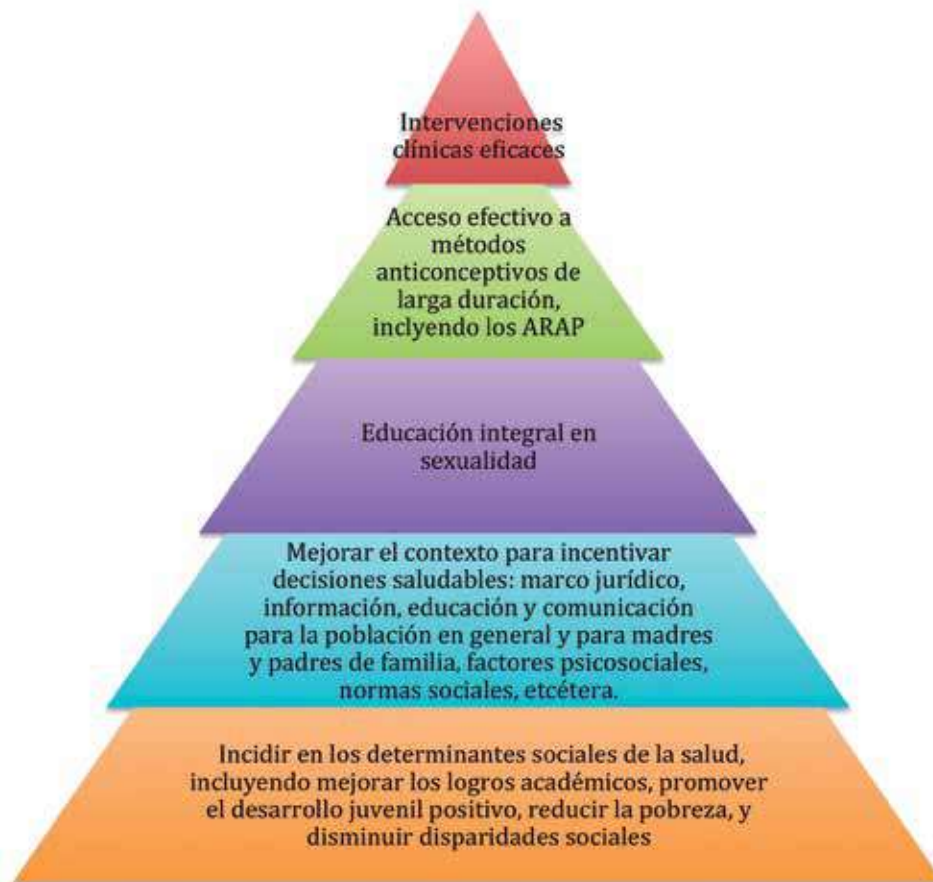 Intervenciones
clínicas eficaces
Acceso efectivo a
métodos
anticonceptivos de
larga duración,
inclyendo los ARAP
Educación integral en
sexualidad
Mejorar el contexto para incentivar
decisiones saludables: marco jurídico,
información, educación y comunicación
para la población en general y para madres
y padres de familia, factores psicosociales,
normas sociales, etcétera.
Incidir en los determinantes sociales de la salud,
incluyendo mejorar los logros académicos, promover
el desarrollo juvenil positivo, reducir la pobreza, y
disminuir disparidades sociales